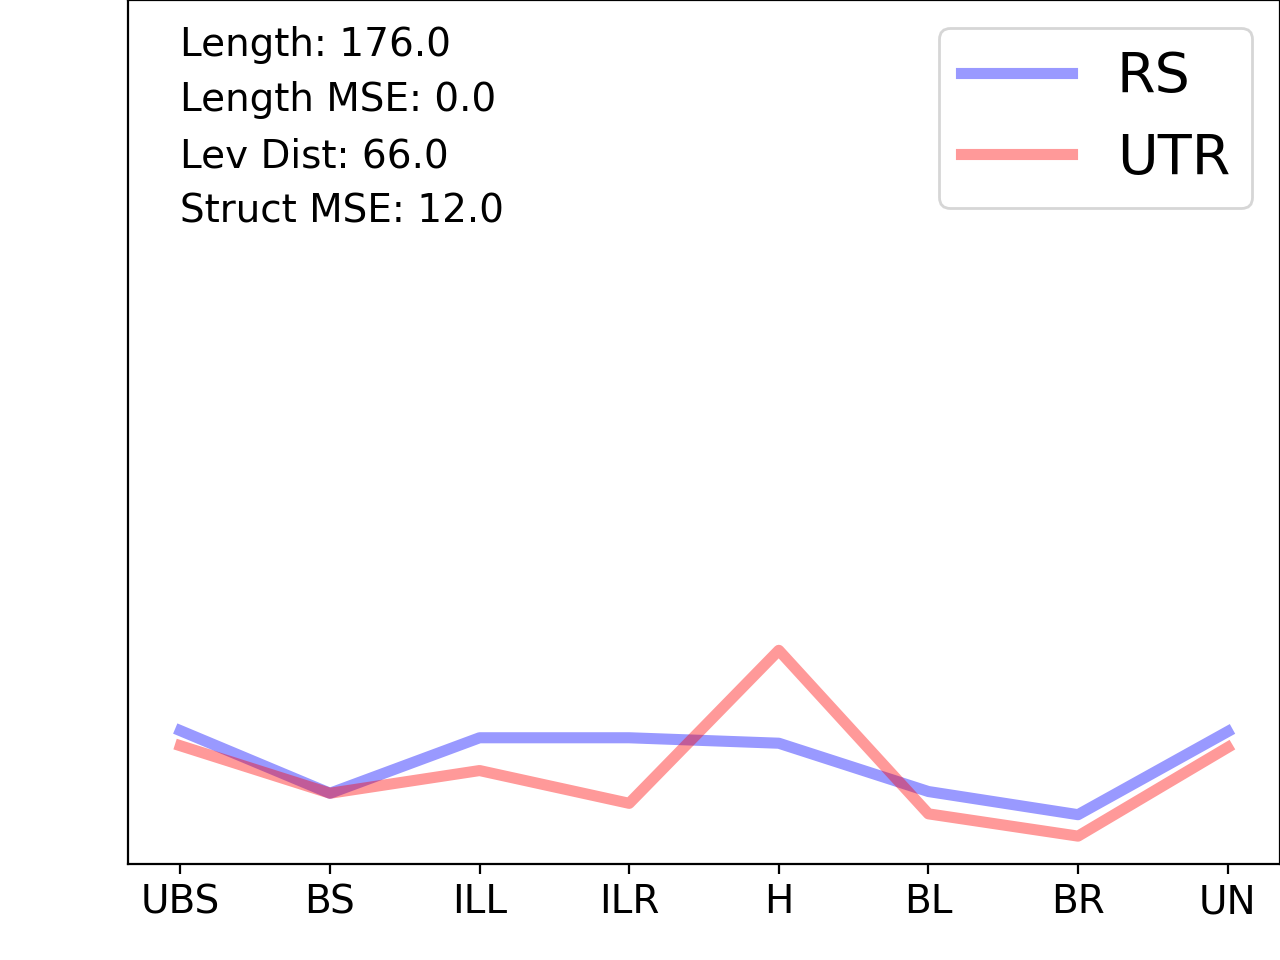 Length: 176.0
Length MSE: 0.0
Lev Dist: 66.0
Struct MSE: 12.0
RS
UTR
UBS BS ILL ILR H BL BR UN